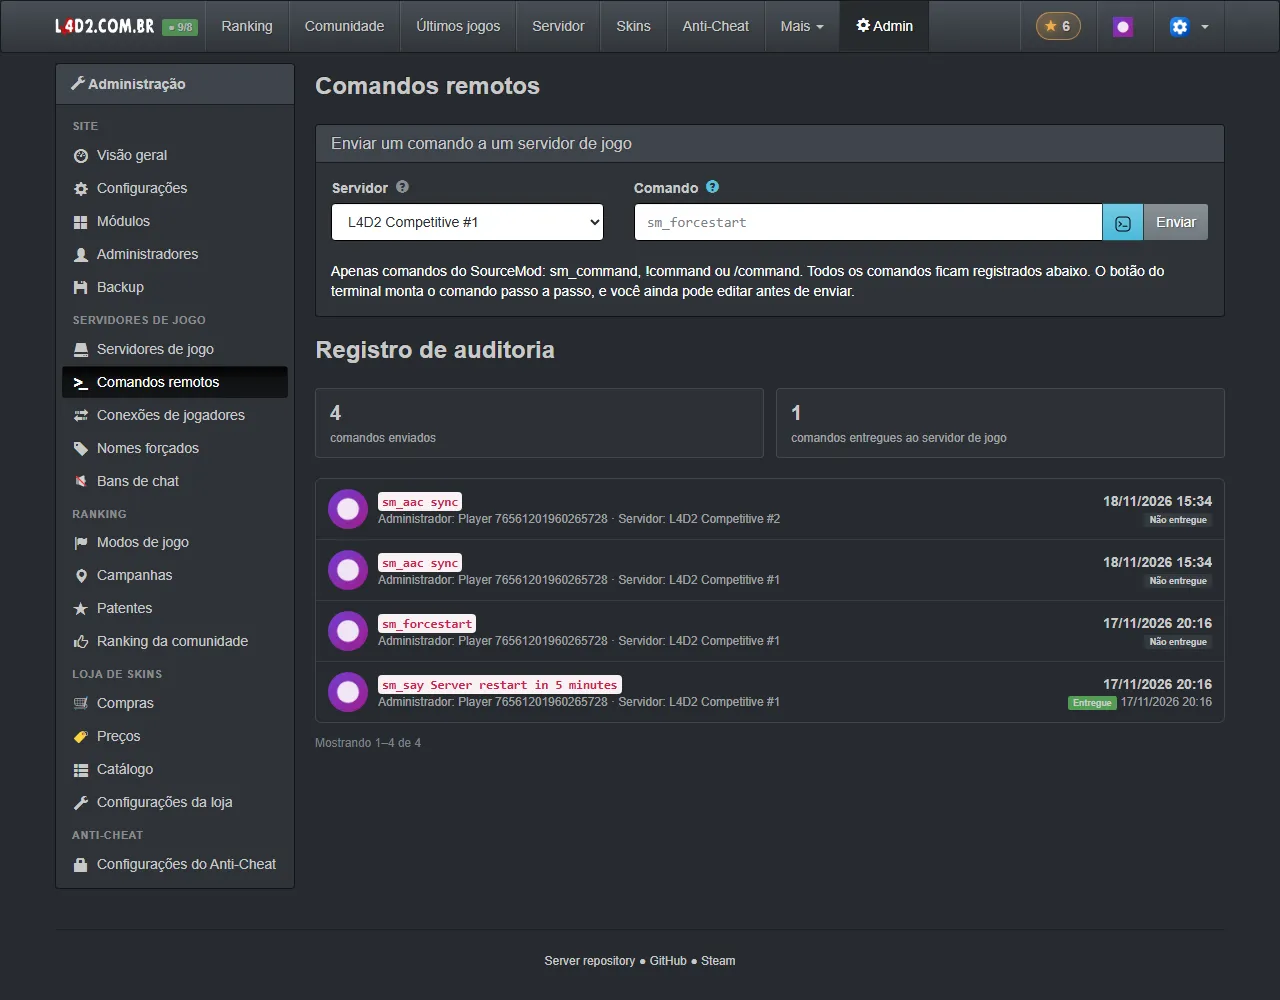 L4D2.COM.BR
9/8
Ranking
Comunidade
Últimos jogos
Servidor
Skins
Anti-Cheat
Mais
Admin
6
Administração
SITE
Visão geral
Configurações
Módulos
Administradores
Backup
SERVIDORES DE JOGO
Servidores de jogo
Comandos remotos
Conexões de jogadores
Nomes forçados
Bans de chat
RANKING
Modos de jogo
Campanhas
Patentes
Ranking da comunidade
LOJA DE SKINS
Compras
Preços
Catálogo
Configurações da loja
ANTI-CHEAT
Configurações do Anti-Cheat
Comandos remotos
Enviar um comando a um servidor de jogo
Servidor ?
Comando ?
L4D2 Competitive #1
sm_forcestart
Enviar
Apenas comandos do SourceMod: sm_command, !command ou /command. Todos os comandos ficam registrados abaixo. O botão do
terminal monta o comando passo a passo, e você ainda pode editar antes de enviar.
Registro de auditoria
4
comandos enviados
1
comandos entregues ao servidor de jogo
sm_aac sync
Administrador: Player 76561201960265728 · Servidor: L4D2 Competitive #2
18/11/2026 15:34
Não entregue
sm_aac sync
Administrador: Player 76561201960265728 · Servidor: L4D2 Competitive #1
18/11/2026 15:34
Não entregue
sm_forcestart
Administrador: Player 76561201960265728 · Servidor: L4D2 Competitive #1
17/11/2026 20:16
Não entregue
sm_say Server restart in 5 minutes
Administrador: Player 76561201960265728 · Servidor: L4D2 Competitive #1
17/11/2026 20:16
Entregue 17/11/2026 20:16
Mostrando 1–4 de 4
Server repository ● GitHub ● Steam